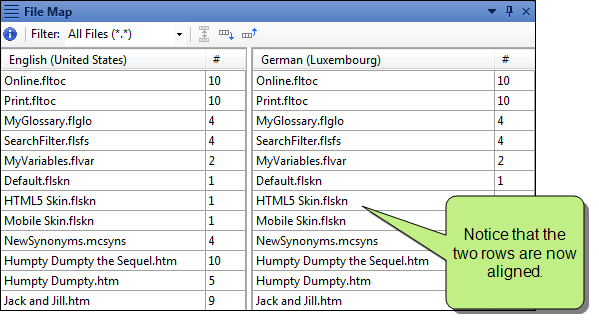 File Map
Filter: All Files (*.*)
English (United States) # German (Luxembourg) #
Online.fltoc 10 Online.fltoc 10
Print.fltoc 10 Print.fltoc 10
MyGlossary.flglo 4 MyGlossary.flglo 4
SearchFilter.flsfs 4 SearchFilter.flsfs 4
MyVariables.flvar 2 MyVariables.flvar 2
Default.flskn 1 Default.flskn 1
HTML5 Skin.flskn 1 HTML5 Skin.flskn
Mobile Skin.flskn 1 Mobile Skin.flskn
NewSynonyms.mcsyns 4 NewSynonyms.mcsyns
Humpty Dumpty the Sequel.htm 10 Humpty Dumpty the Sequel.htm
Humpty Dumpty.htm 5 Humpty Dumpty.htm
Jack and Jill.htm 9 Jack and Jill.htm
Notice that the
two rows are now
aligned.